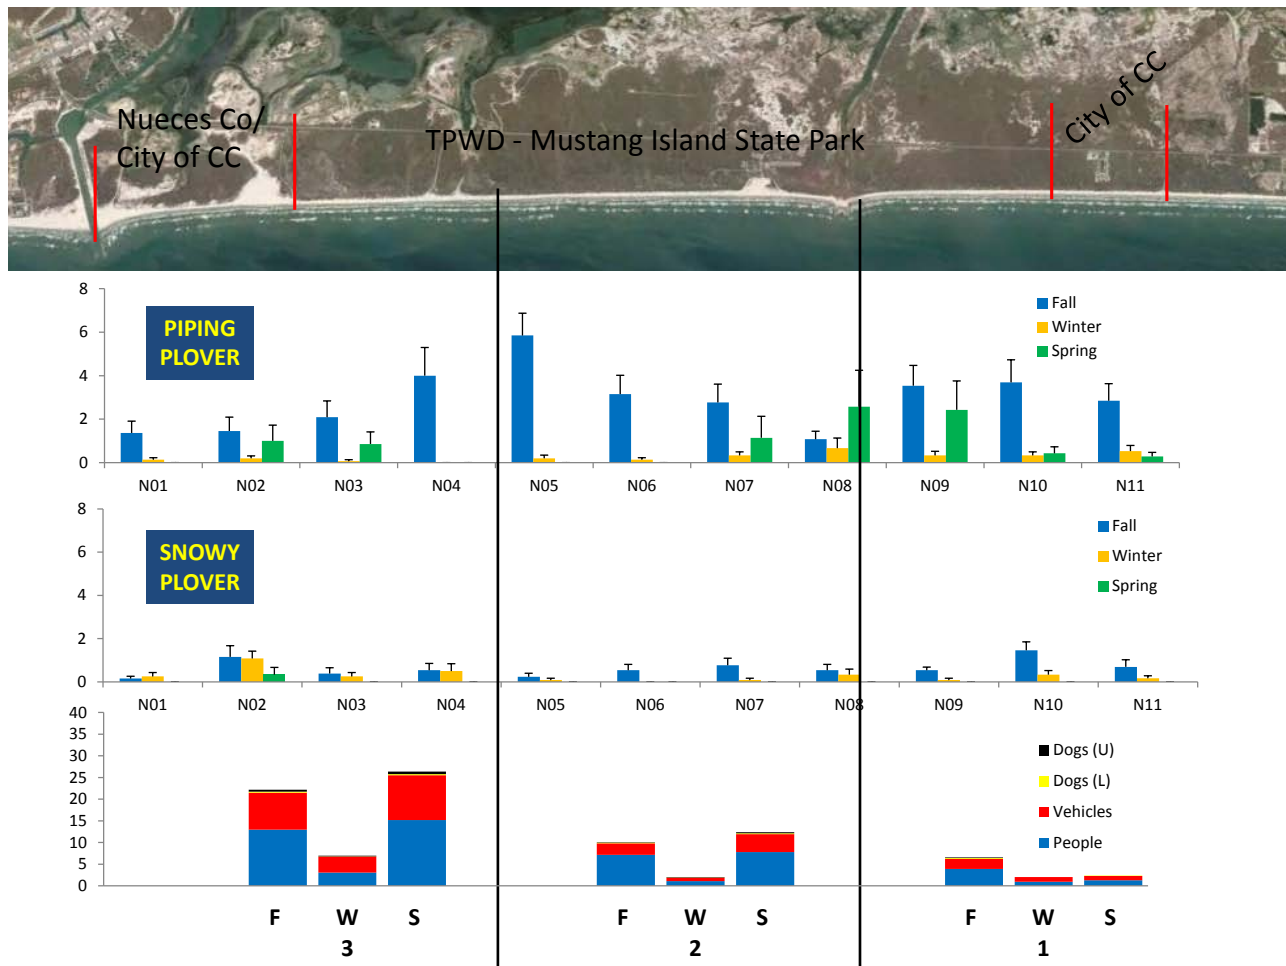 Nueces Co/
City of CC
TPWD - Mustang Island State Park
City of CC
8
6
4
2
0
PIPING
PLOVER
Fall
Winter
Spring
N01 N02 N03 N04 N05 N06 N07 N08 N09 N10 N11
8
6
4
2
0
SNOWY
PLOVER
Fall
Winter
Spring
N01 N02 N03 N04 N05 N06 N07 N08 N09 N10 N11
40
35
30
25
20
15
10
5
0
Dogs (U)
Dogs (L)
Vehicles
People
F W S F W S F W S
3 2 1